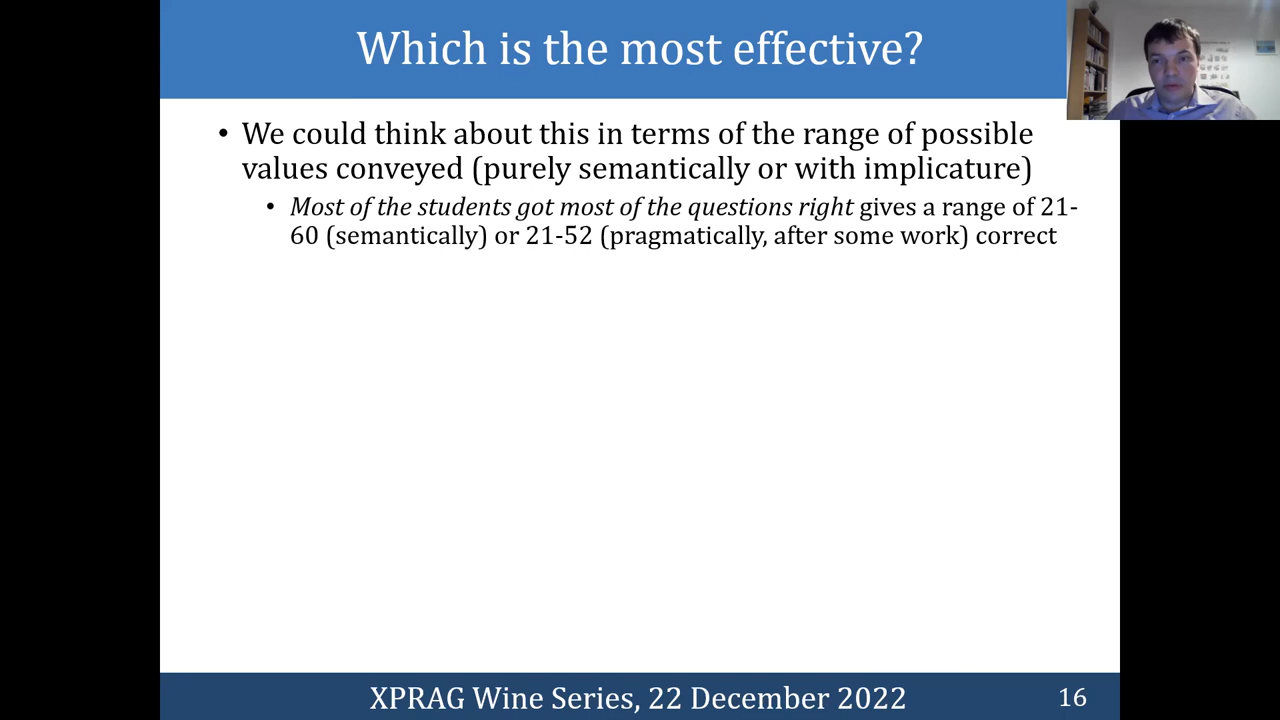 Which is the most effective?
• We could think about this in terms of the range of possible
values conveyed (purely semantically or with implicature)
• Most of the students got most of the questions right gives a range of 21-
60 (semantically) or 21-52 (pragmatically, after some work) correct
XPRAG Wine Series, 22 December 2022
16